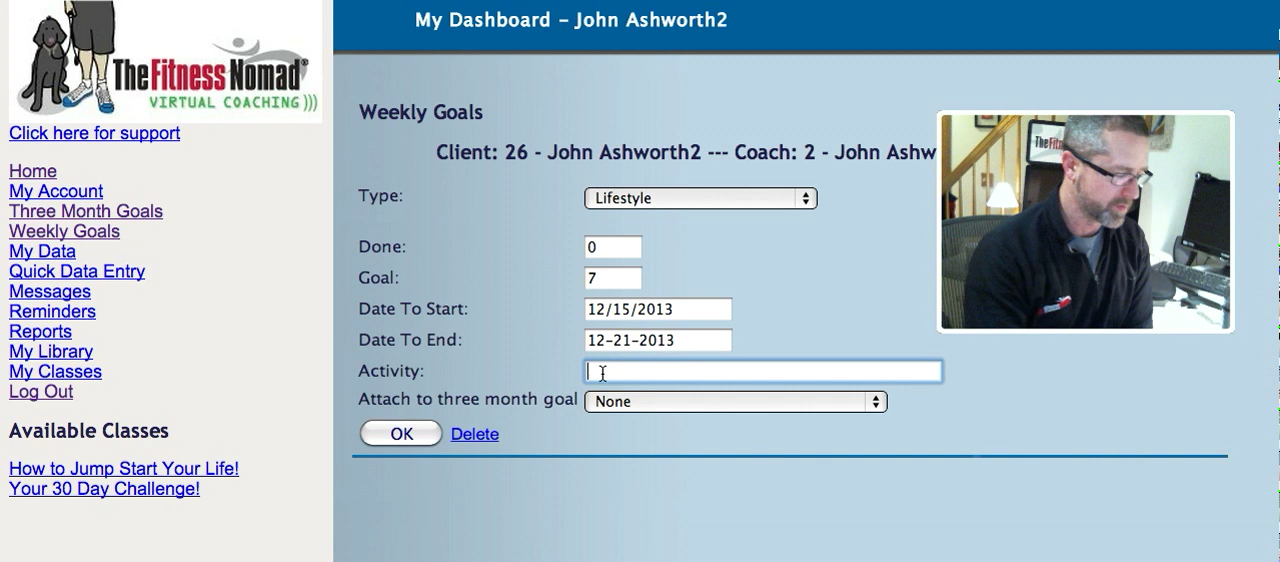 TheFitness Nomad®
VIRTUAL COACHING )))
Click here for support
Home
My Account
Three Month Goals
Weekly Goals
My Data
Quick Data Entry
Messages
Reminders
Reports
My Library
My Classes
Log Out
Available Classes
How to Jump Start Your Life!
Your 30 Day Challenge!
My Dashboard – John Ashworth2
Weekly Goals
Client: 26 - John Ashworth2 --- Coach: 2 - John Ashw
Type: Lifestyle
Done: 0
Goal: 7
Date To Start: 12/15/2013
Date To End: 12-21-2013
Activity:
Attach to three month goal None
OK Delete
TheFi